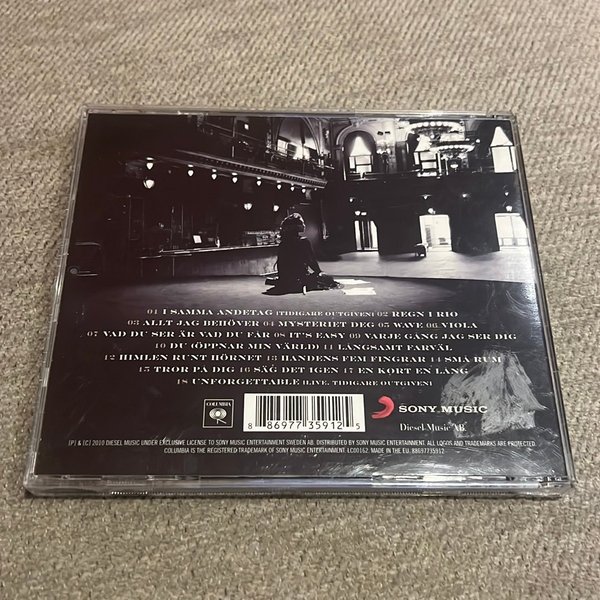 01 I SAMMA ANDETAG (TIDIGARE OUTGIVEN) 02 REGN I RIO
03 ALLT JAG BEHÖVER 04 MYSTERIET DEG 05 WAVE 06 VIOLA
07 VAD DU SER ÄR VAD DU FÅR 08 IT'S EASY 09 VARJE GÅNG JAG SER DIG
10 DU (ÖPPNAR MIN VÄRLD) 11 LÅNGSAMT FARVÄL
12 HIMLEN RUNT HÖRNET 13 HANDENS FEM FINGRAR 14 SMÅ RUM
15 TROR PÅ DIG 16 SÄG DET IGEN 17 EN KORT EN LÅNG
18 UNFORGETTABLE (LIVE, TIDIGARE OUTGIVEN)
COLUMBIA
8 86977 35912 5
SONY MUSIC
Diesel Music AB
(P) & (C) 2010 DIESEL MUSIC UNDER EXCLUSIVE LICENSE TO SONY MUSIC ENTERTAINMENT SWEDEN AB. DISTRIBUTED BY SONY MUSIC ENTERTAINMENT. ALL LOGOS AND TRADEMARKS ARE PROTECTED.
COLUMBIA IS THE REGISTERED TRADEMARK OF SONY MUSIC ENTERTAINMENT. LC00162. MADE IN THE EU. 88697735912